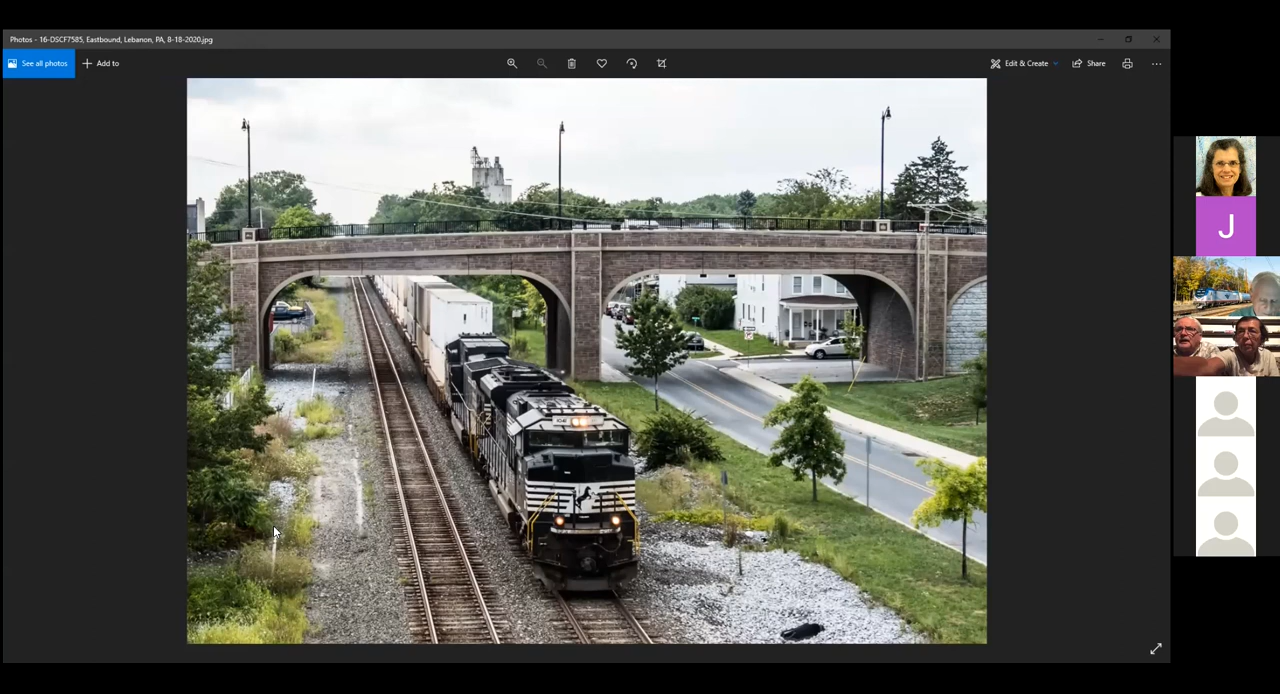 Photos - 16-DSCF7585, Eastbound, Lebanon, PA, 8-18-2020.jpg
See all photos
Add to
Edit & Create
Share
J